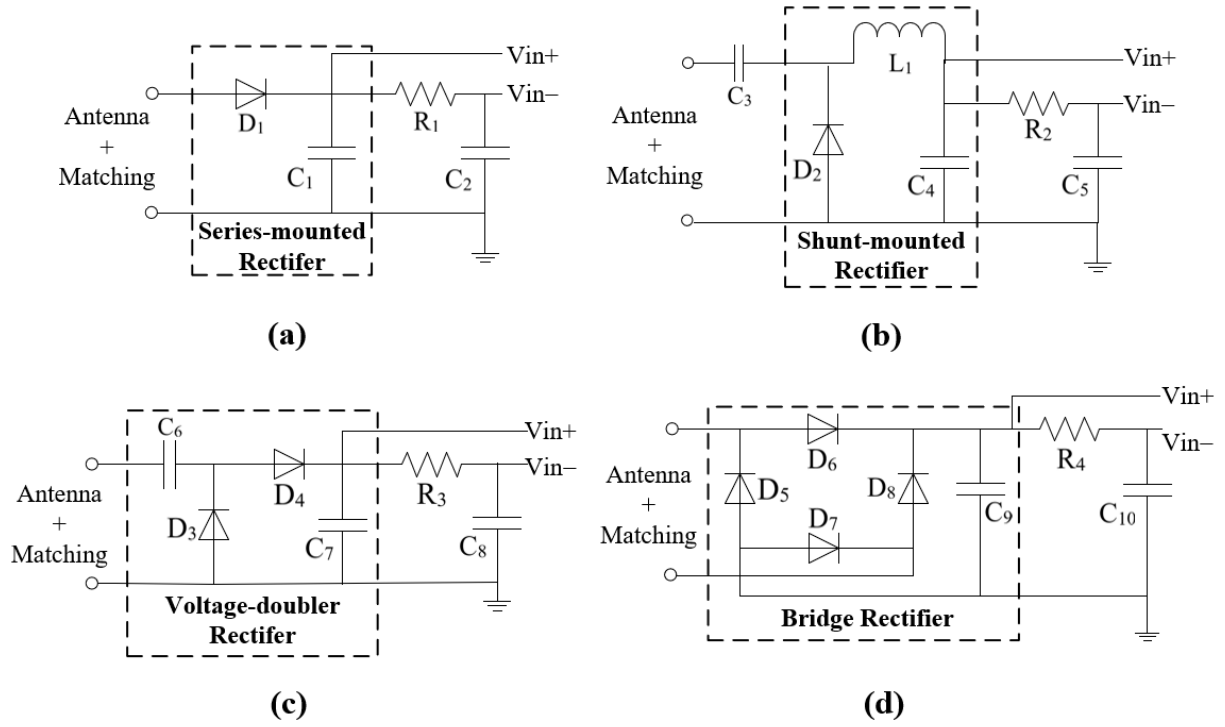 Antenna
+
Matching
D₁
C₁
R₁
C₂
Vin+
Vin−
Series-mounted
Rectifer
(a)
Antenna
+
Matching
C₃
D₂
L₁
C₄
R₂
C₅
Vin+
Vin−
Shunt-mounted
Rectifier
(b)
Antenna
+
Matching
C₆
D₃
D₄
C₇
R₃
C₈
Vin+
Vin−
Voltage-doubler
Rectifer
(c)
Antenna
+
Matching
D₅
D₆
D₇
D₈
C₉
R₄
C₁₀
Vin+
Vin−
Bridge Rectifier
(d)